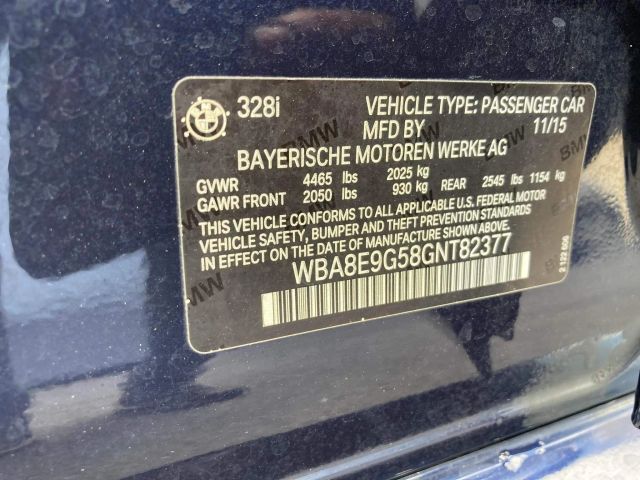 328i VEHICLE TYPE: PASSENGER CAR
MFD BY 11/15
BAYERISCHE MOTOREN WERKE AG
GVWR 4465 lbs 2025 kg
GAWR FRONT 2050 lbs 930 kg REAR 2545 lbs 1154 kg
THIS VEHICLE CONFORMS TO ALL APPLICABLE U.S. FEDERAL MOTOR
VEHICLE SAFETY, BUMPER AND THEFT PREVENTION STANDARDS
IN EFFECT ON THE DATE OF MANUFACTURE SHOWN ABOVE.
WBA8E9G58GNT82377